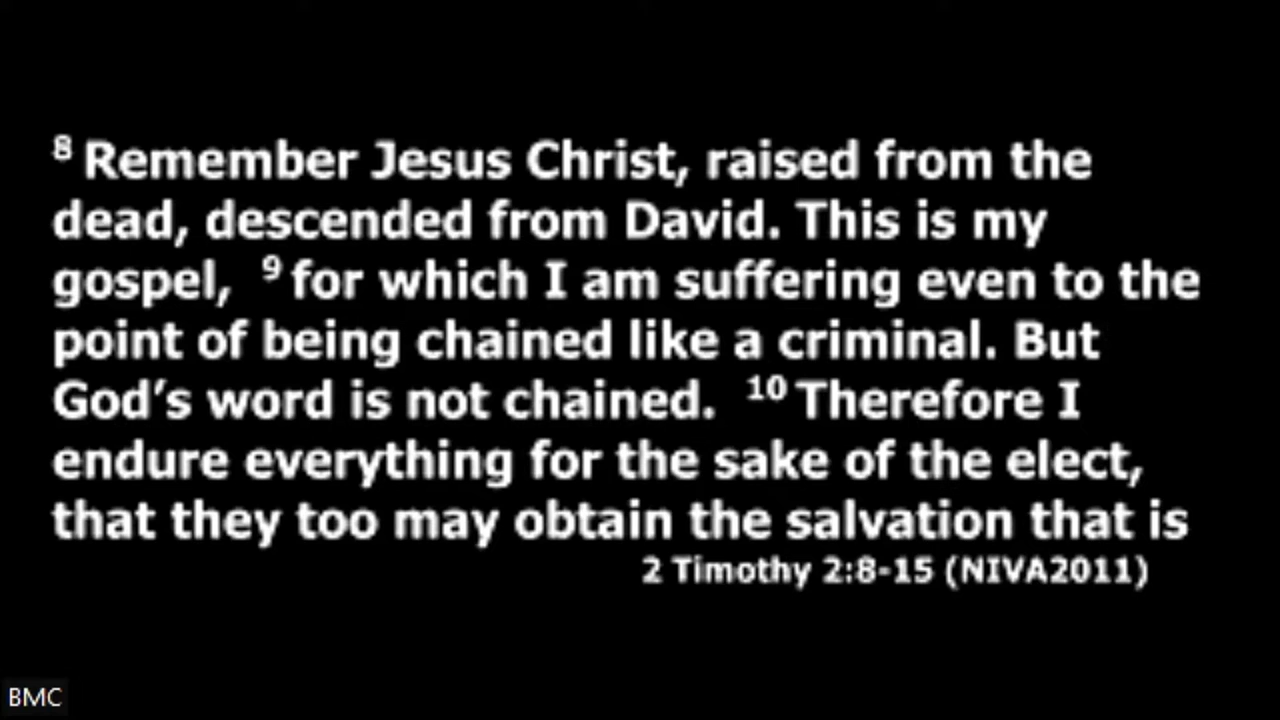 ⁸ Remember Jesus Christ, raised from the
dead, descended from David. This is my
gospel, ⁹ for which I am suffering even to the
point of being chained like a criminal. But
God’s word is not chained. ¹⁰ Therefore I
endure everything for the sake of the elect,
that they too may obtain the salvation that is
2 Timothy 2:8-15 (NIVA2011)
BMC